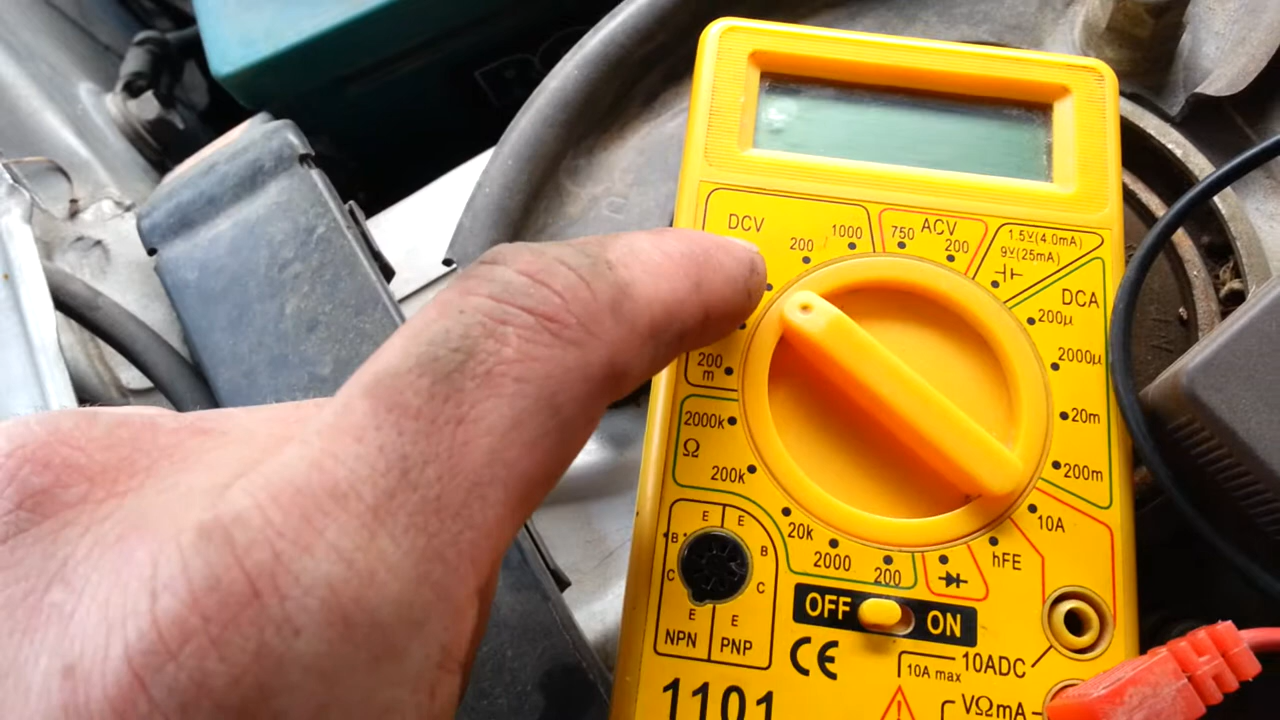 DCV
200
1000
750
ACV
200
1.5V(4.0mA)
9V(25mA)
DCA
200µ
2000µ
20m
200m
10A
hFE
200
2000
20k
200k
Ω
2000k
200
m
E E
B B
C C
E E
NPN PNP
OFF ON
CE
10ADC
10A max
VΩmA
1101